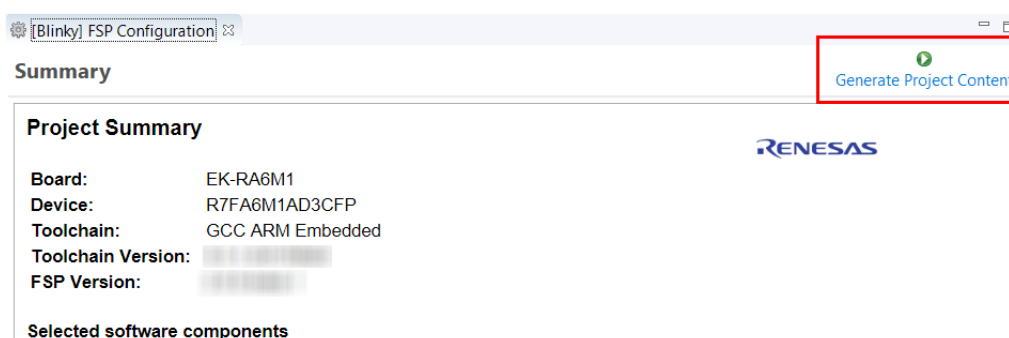 [Blinky] FSP Configuration
Summary
Generate Project Content
Project Summary
RENESAS
Board: EK-RA6M1
Device: R7FA6M1AD3CFP
Toolchain: GCC ARM Embedded
Toolchain Version:
FSP Version:
Selected software components